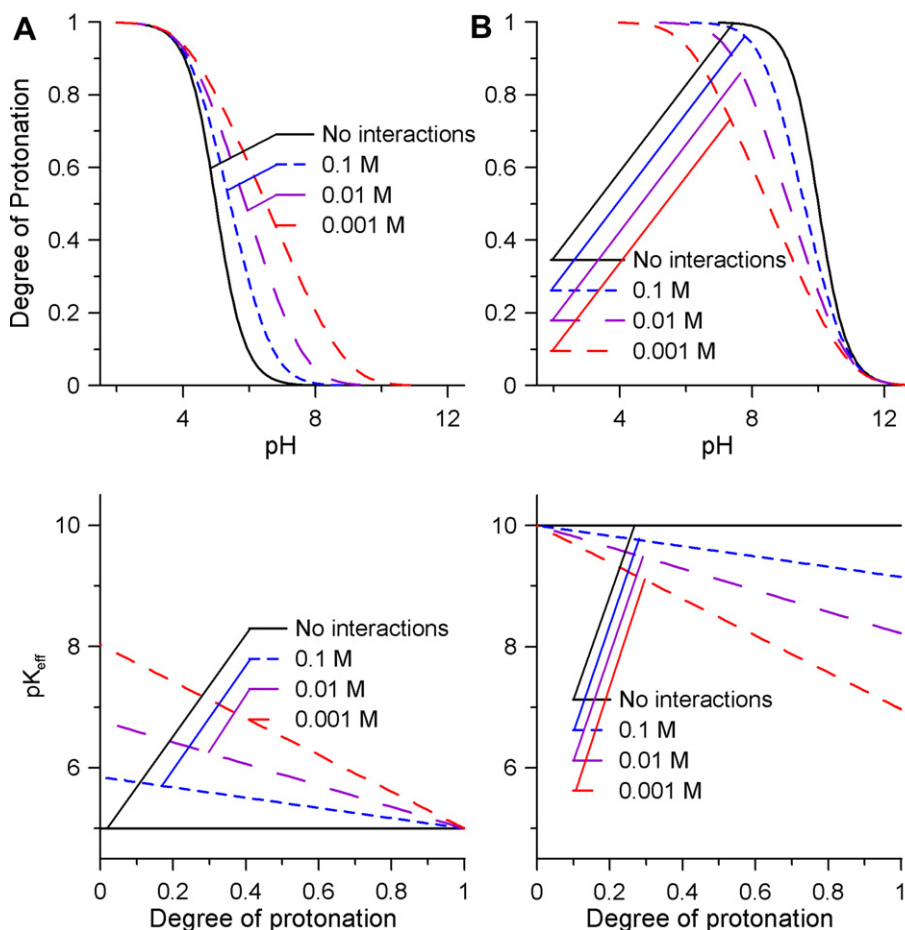 A
B
1
0.8
0.6
0.4
0.2
0
Degree of Protonation
No interactions
0.1 M
0.01 M
0.001 M
4
8
12
pH
1
0.8
0.6
0.4
0.2
0
No interactions
0.1 M
0.01 M
0.001 M
4
8
12
pH
10
8
6
pKeff
No interactions
0.1 M
0.01 M
0.001 M
0
0.2
0.4
0.6
0.8
1
Degree of protonation
10
8
6
No interactions
0.1 M
0.01 M
0.001 M
0
0.2
0.4
0.6
0.8
1
Degree of protonation